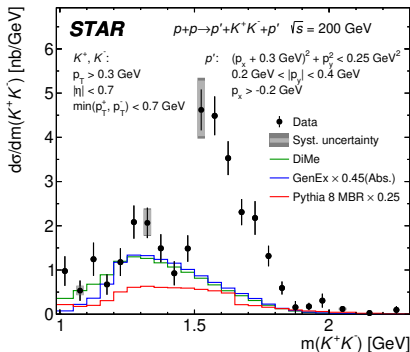 STAR p+p→p'+K⁺K⁻+p' √s = 200 GeV
K⁺, K⁻: p': (pₓ + 0.3 GeV)² + p_y² < 0.25 GeV²
p_T > 0.3 GeV 0.2 GeV < |p_y| < 0.4 GeV
|η| < 0.7 pₓ > -0.2 GeV
min(p_T⁺, p_T⁻) < 0.7 GeV
Data
Syst. uncertainty
DiMe
GenEx × 0.45(Abs.)
Pythia 8 MBR × 0.25
dσ/dm(K⁺K⁻) [nb/GeV]
6
5
4
3
2
1
0
1 1.5 2
m(K⁺K⁻) [GeV]